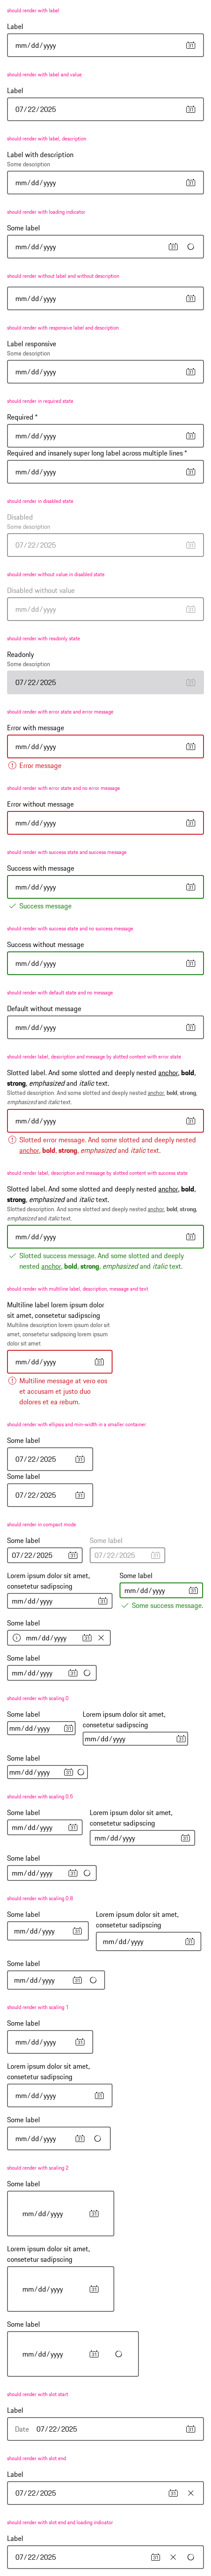 should render with label
Label
mm/dd/yyyy
should render with label and value
Label
07/22/2025
should render with label, description
Label with description
Some description
mm/dd/yyyy
should render with loading indicator
Some label
mm/dd/yyyy
should render without label and without description
mm/dd/yyyy
should render with responsive label and description
Label responsive
Some description
mm/dd/yyyy
should render in required state
Required *
mm/dd/yyyy
Required and insanely super long label across multiple lines *
mm/dd/yyyy
should render in disabled state
Disabled
Some description
07/22/2025
should render without value in disabled state
Disabled without value
mm/dd/yyyy
should render with readonly state
Readonly
Some description
07/22/2025
should render with error state and error message
Error with message
mm/dd/yyyy
Error message
should render with error state and no error message
Error without message
mm/dd/yyyy
should render with success state and success message
Success with message
mm/dd/yyyy
Success message
should render with success state and no success message
Success without message
mm/dd/yyyy
should render with default state and no message
Default without message
mm/dd/yyyy
should render label, description and message by slotted content with error state
Slotted label. And some slotted and deeply nested anchor, bold,
strong, emphasized and italic text.
Slotted description. And some slotted and deeply nested anchor, bold, strong,
emphasized and italic text.
mm/dd/yyyy
Slotted error message. And some slotted and deeply nested
anchor, bold, strong, emphasized and italic text.
should render label, description and message by slotted content with success state
Slotted label. And some slotted and deeply nested anchor, bold,
strong, emphasized and italic text.
Slotted description. And some slotted and deeply nested anchor, bold, strong,
emphasized and italic text.
mm/dd/yyyy
Slotted success message. And some slotted and deeply
nested anchor, bold, strong, emphasized and italic text.
should render with multiline label, description, message and text
Multiline label lorem ipsum dolor
sit amet, consetetur sadipscing
Multiline description lorem ipsum dolor sit
amet, consetetur sadipscing lorem ipsum
dolor sit amet
mm/dd/yyyy
Multiline message at vero eos
et accusam et justo duo
dolores et ea rebum.
should render with ellipsis and min-width in a smaller container
Some label
07/22/2025
Some label
07/22/2025
should render in compact mode
Some label Some label
07/22/2025 07/22/2025
Lorem ipsum dolor sit amet, Some label
consetetur sadipscing mm/dd/yyyy
mm/dd/yyyy Some success message.
Some label
mm/dd/yyyy
Some label
mm/dd/yyyy
should render with scaling 0
Some label Lorem ipsum dolor sit amet,
mm/dd/yyyy consetetur sadipscing
mm/dd/yyyy
Some label
mm/dd/yyyy
should render with scaling 0.5
Some label Lorem ipsum dolor sit amet,
mm/dd/yyyy consetetur sadipscing
mm/dd/yyyy
Some label
mm/dd/yyyy
should render with scaling 0.8
Some label Lorem ipsum dolor sit amet,
mm/dd/yyyy consetetur sadipscing
mm/dd/yyyy
Some label
mm/dd/yyyy
should render with scaling 1
Some label
mm/dd/yyyy
Lorem ipsum dolor sit amet,
consetetur sadipscing
mm/dd/yyyy
Some label
mm/dd/yyyy
should render with scaling 2
Some label
mm/dd/yyyy
Lorem ipsum dolor sit amet,
consetetur sadipscing
mm/dd/yyyy
Some label
mm/dd/yyyy
should render with slot start
Label
Date 07/22/2025
should render with slot end
Label
07/22/2025
should render with slot end and loading indicator
Label
07/22/2025